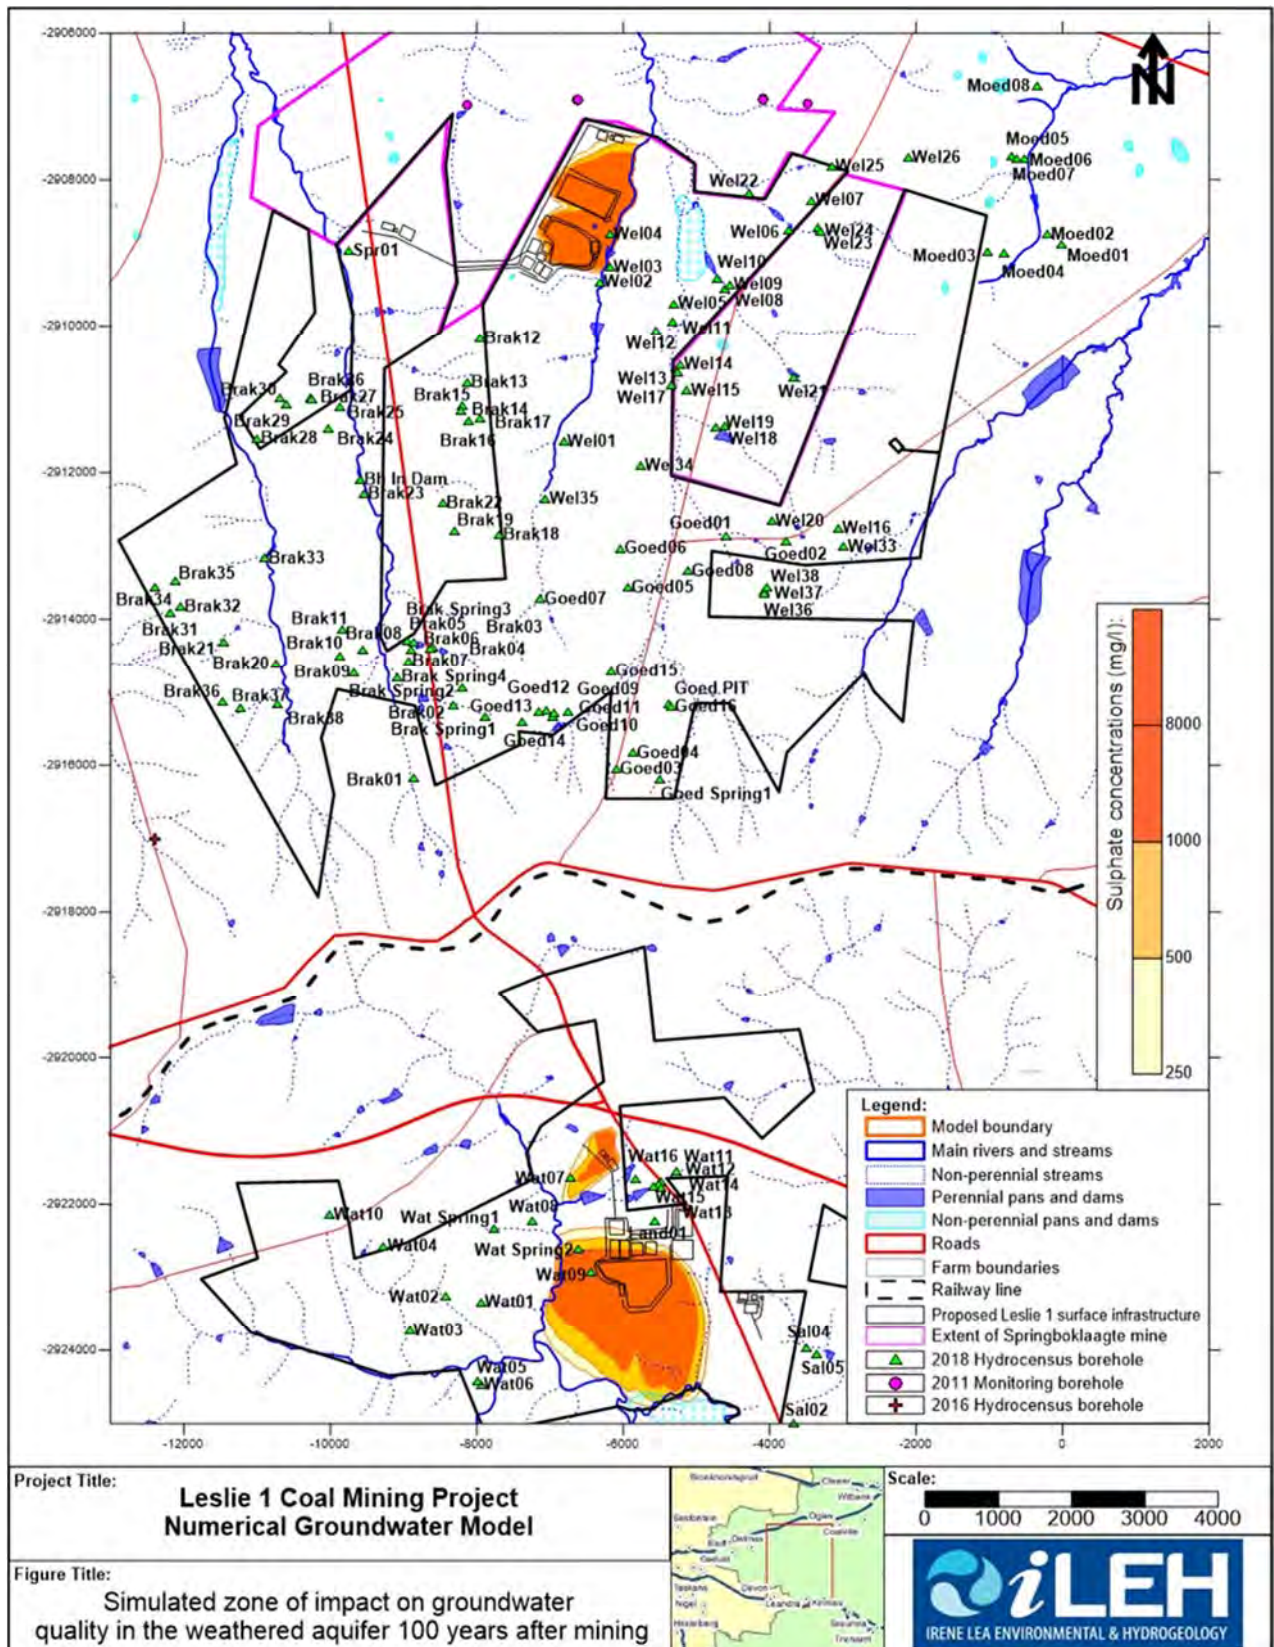 -2906000
N
Moed08
Moed05
Wel26
Moed06
Wel25
Moed07
-2908000
Wel22
Wel07
Wel04
Wel06
Wel24
Moed02
Spr01
Wel23
Moed03
Moed01
Wel03
Wel10
Moed04
Wel02
Wel09
Wel05
Wel08
-2910000
Brak12
Wel11
Wel12
Wel14
Brak13
Wel13
Brak30
Brak27
Brak15
Wel17
Wel15
Wel21
Brak25
Brak14
Brak29
Brak17
Wel19
Brak28
Brak24
Brak16
Wel01
Wel18
Wel34
-2912000
Bh In Dam
Brak23
Brak22
Wel35
Brak19
Goed01
Wel20
Wel16
Brak18
Goed06
Goed02
Wel33
Brak33
Brak35
Goed08
Goed05
Wel38
Brak34
Brak32
Goed07
Wel37
Brak Spring3
Wel36
-2914000
Brak31
Brak11
Brak05
Brak03
Brak21
Brak10
Brak08
Brak06
Brak04
Brak20
Brak07
Brak09
Brak Spring4
Goed15
Brak36
Brak37
Brak Spring2
Goed12
Goed09
Goed PIT
Brak38
Brak02
Goed13
Goed11
Goed16
Brak Spring1
Goed10
Goed14
Goed04
-2916000
Brak01
Goed03
Goed Spring1
Sulphate concentrations (mg/l):
8000
1000
500
250
-2918000
-2920000
Wat16
Wat11
Wat12
Wat07
Wat14
Wat15
-2922000
Wat10
Wat Spring1
Wat08
Wat13
Wat04
Wat Spring2
Land01
Wat09
Wat02
Wat01
Wat03
-2924000
Sal04
Wat05
Sal05
Wat06
Sal02
Legend:
Model boundary
Main rivers and streams
Non-perennial streams
Perennial pans and dams
Non-perennial pans and dams
Roads
Farm boundaries
Railway line
Proposed Leslie 1 surface infrastructure
Extent of Springboklaagte mine
2018 Hydrocensus borehole
2011 Monitoring borehole
2016 Hydrocensus borehole
-12000
-10000
-8000
-6000
-4000
-2000
0
2000
Project Title:
Leslie 1 Coal Mining Project
Numerical Groundwater Model
Figure Title:
Simulated zone of impact on groundwater
quality in the weathered aquifer 100 years after mining
Witbank
Ogies
Delmas
Devon
Leandra
Nigel
Scale:
0
1000
2000
3000
4000
iLEH
IRENE LEA ENVIRONMENTAL & HYDROGEOLOGY